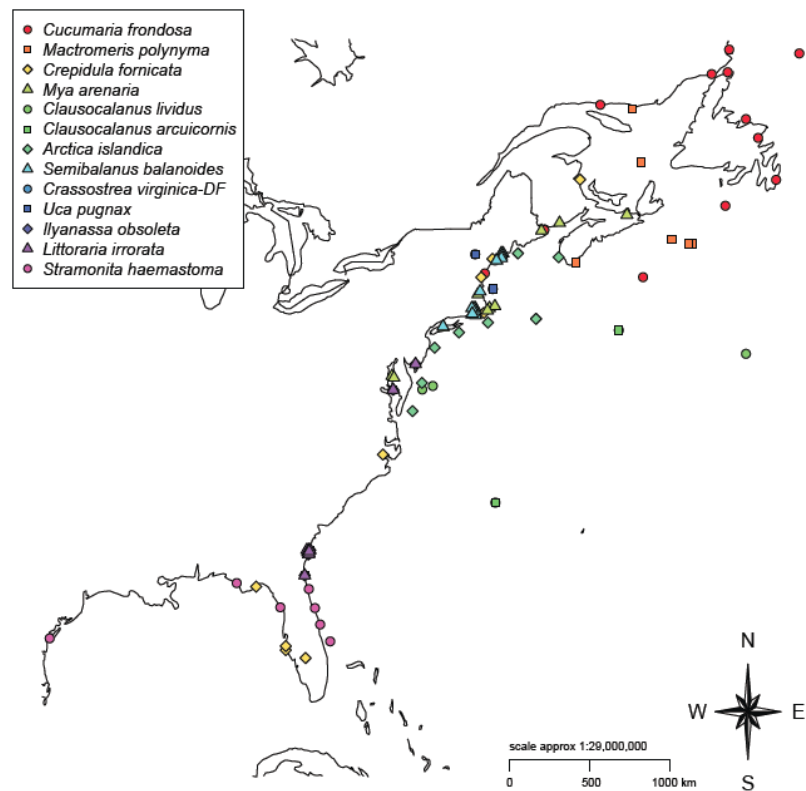 Cucumaria frondosa
Mactromeris polynyma
Crepidula fornicata
Mya arenaria
Clausocalanus lividus
Clausocalanus arcuicornis
Arctica islandica
Semibalanus balanoides
Crassostrea virginica-DF
Uca pugnax
Ilyanassa obsoleta
Littoraria irrorata
Stramonita haemastoma
N
W E
S
scale approx 1:29,000,000
0 500 1000 km